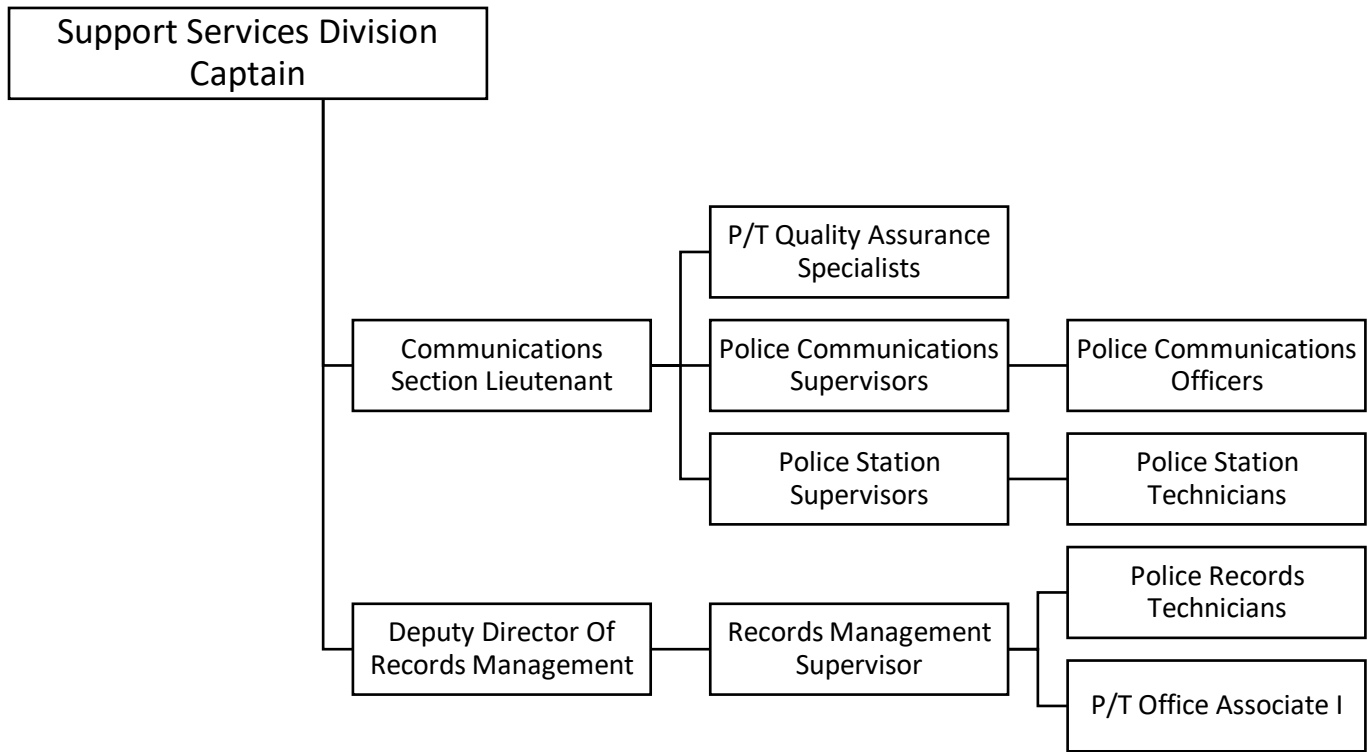 Support Services Division
Captain
P/T Quality Assurance
Specialists
Communications
Section Lieutenant
Police Communications
Supervisors
Police Communications
Officers
Police Station
Supervisors
Police Station
Technicians
Police Records
Technicians
Deputy Director Of
Records Management
Records Management
Supervisor
P/T Office Associate I